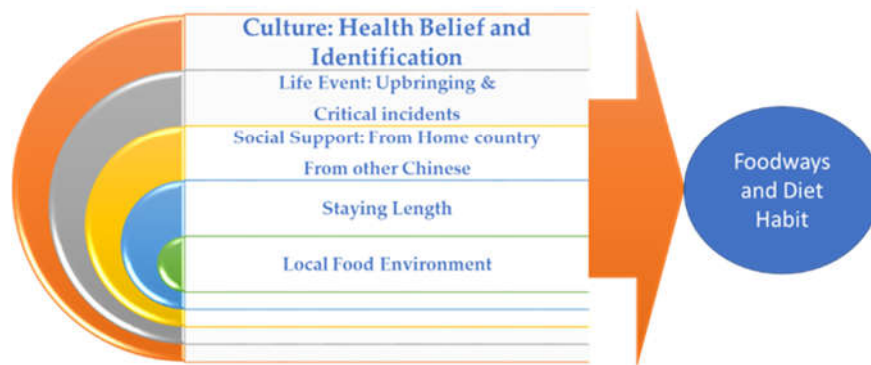 Culture: Health Belief and
Identification
Life Event: Upbringing &
Critical incidents
Social Support: From Home country
From other Chinese
Staying Length
Local Food Environment
Foodways
and Diet
Habit